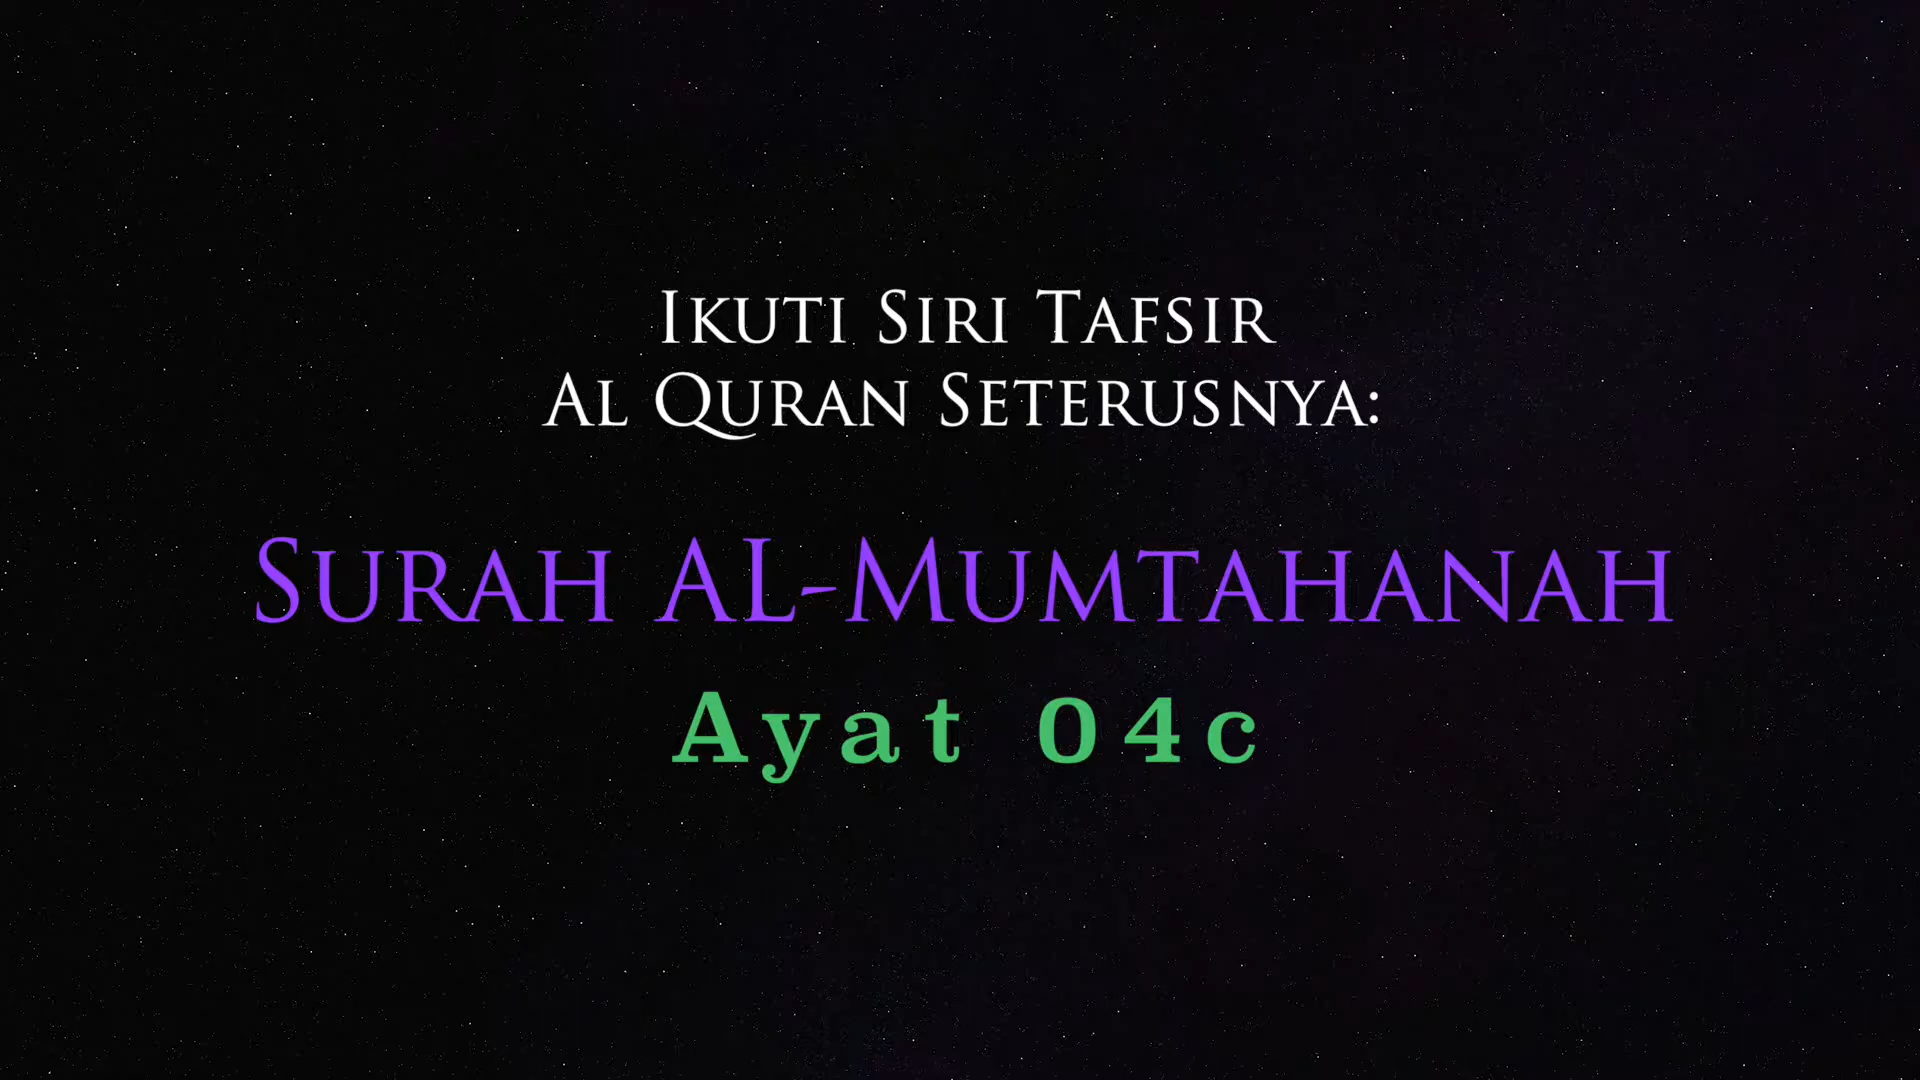 Ikuti Siri Tafsir
Al Quran Seterusnya:
Surah AL-Mumtahanah
Ayat 04c